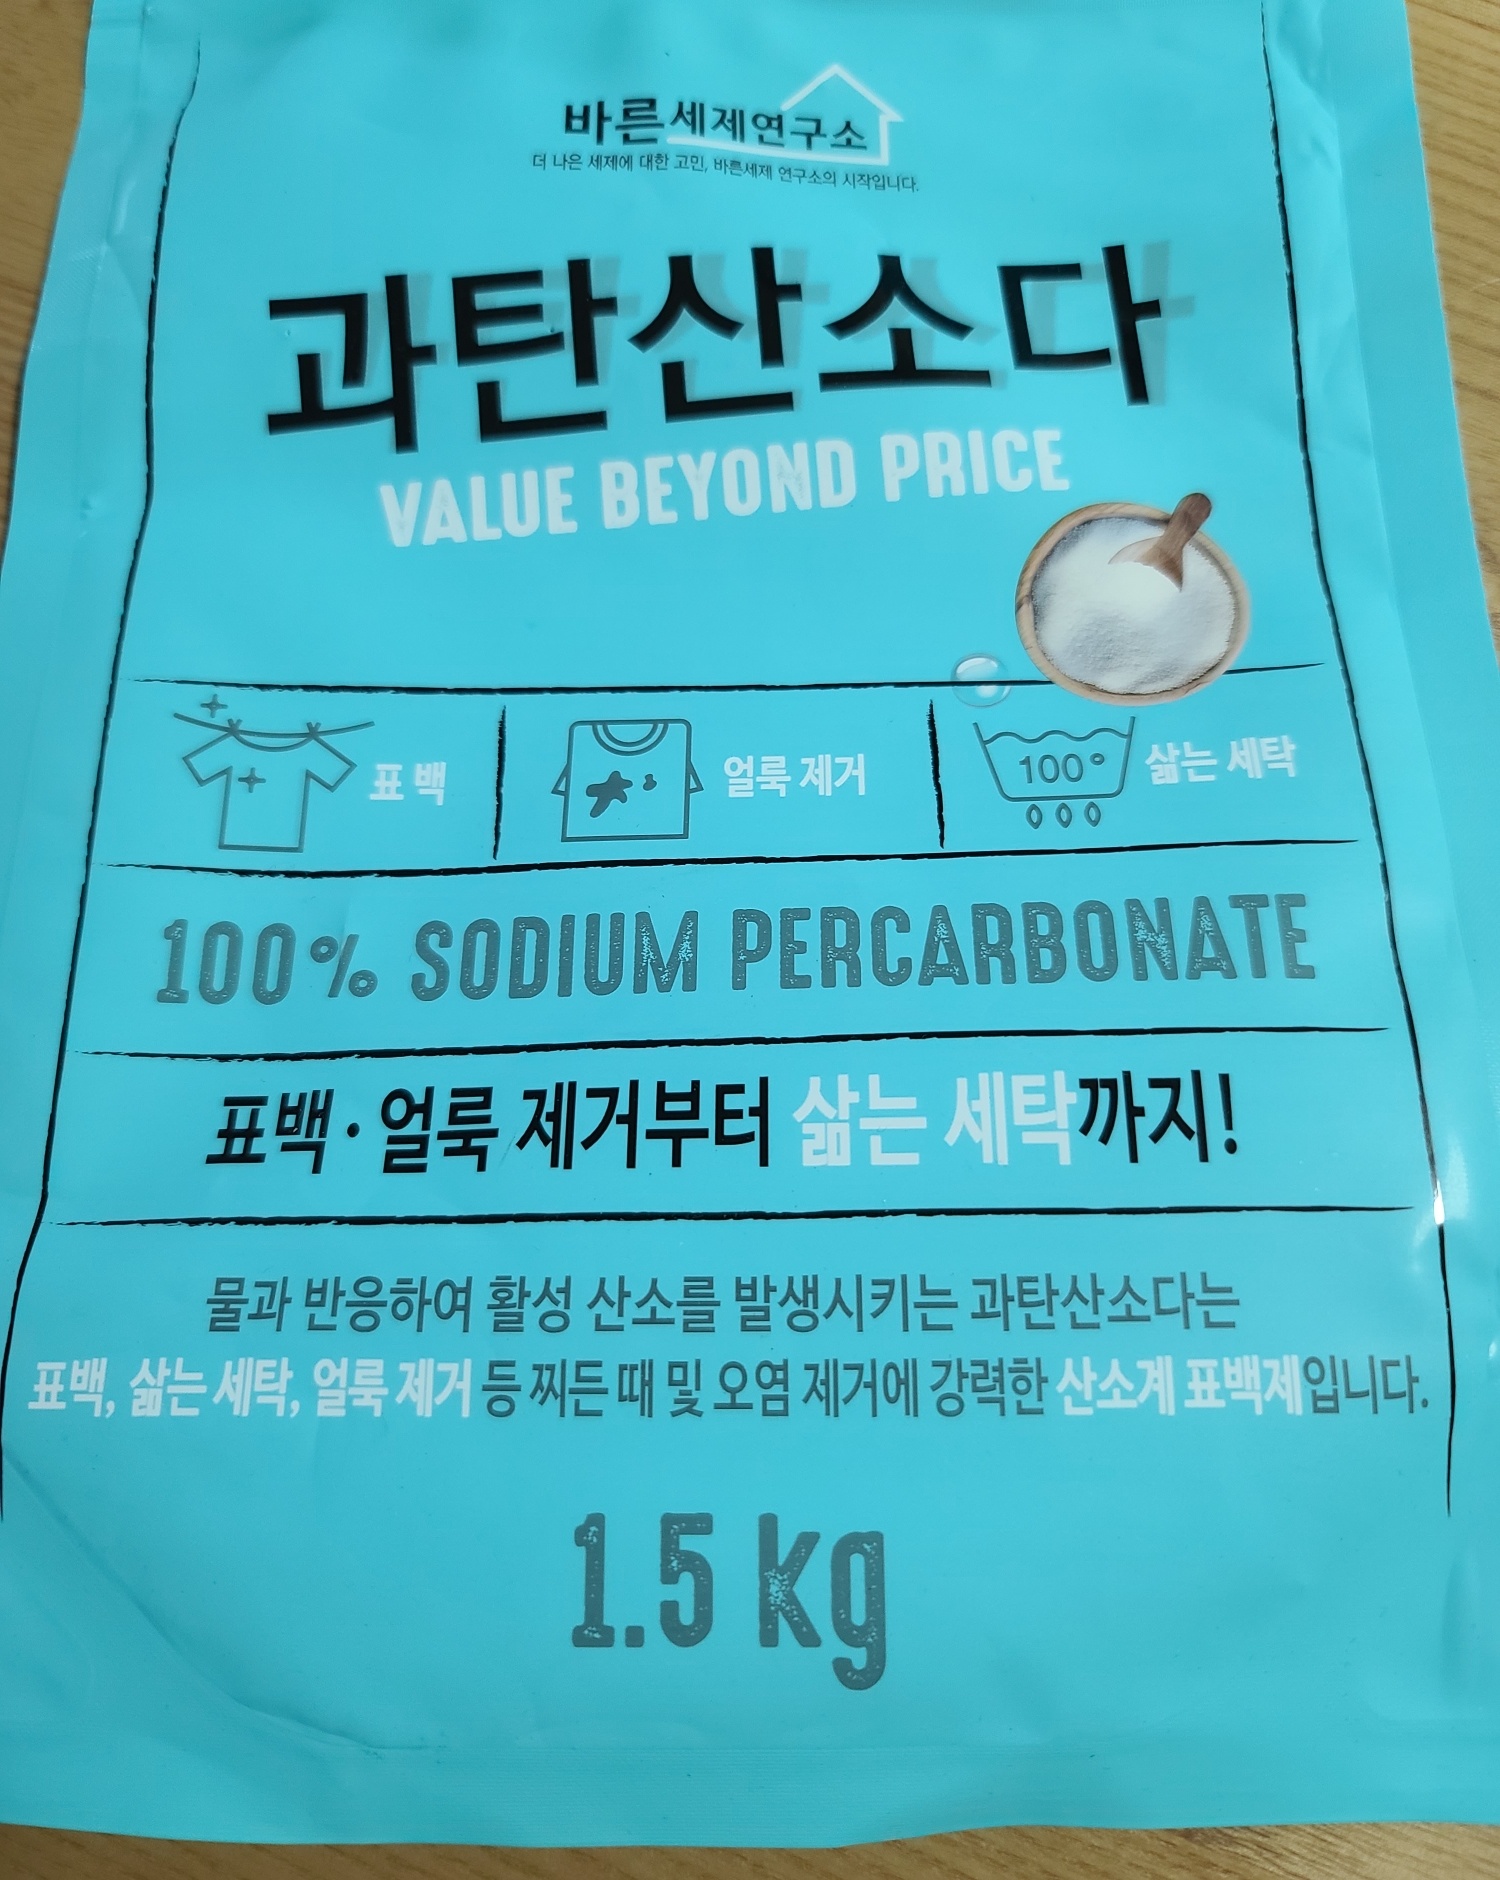 바른세제연구소
더 나은 세제에 대한 고민, 바른세제 연구소의 시작입니다.
과탄산소다
VALUE BEYOND PRICE
표백
얼룩 제거
100°
삶는 세탁
100% SODIUM PERCARBONATE
표백·얼룩 제거부터 삶는 세탁까지!
물과 반응하여 활성 산소를 발생시키는 과탄산소다는
표백, 삶는 세탁, 얼룩 제거 등 찌든 때 및 오염 제거에 강력한 산소계 표백제입니다.
1.5 kg